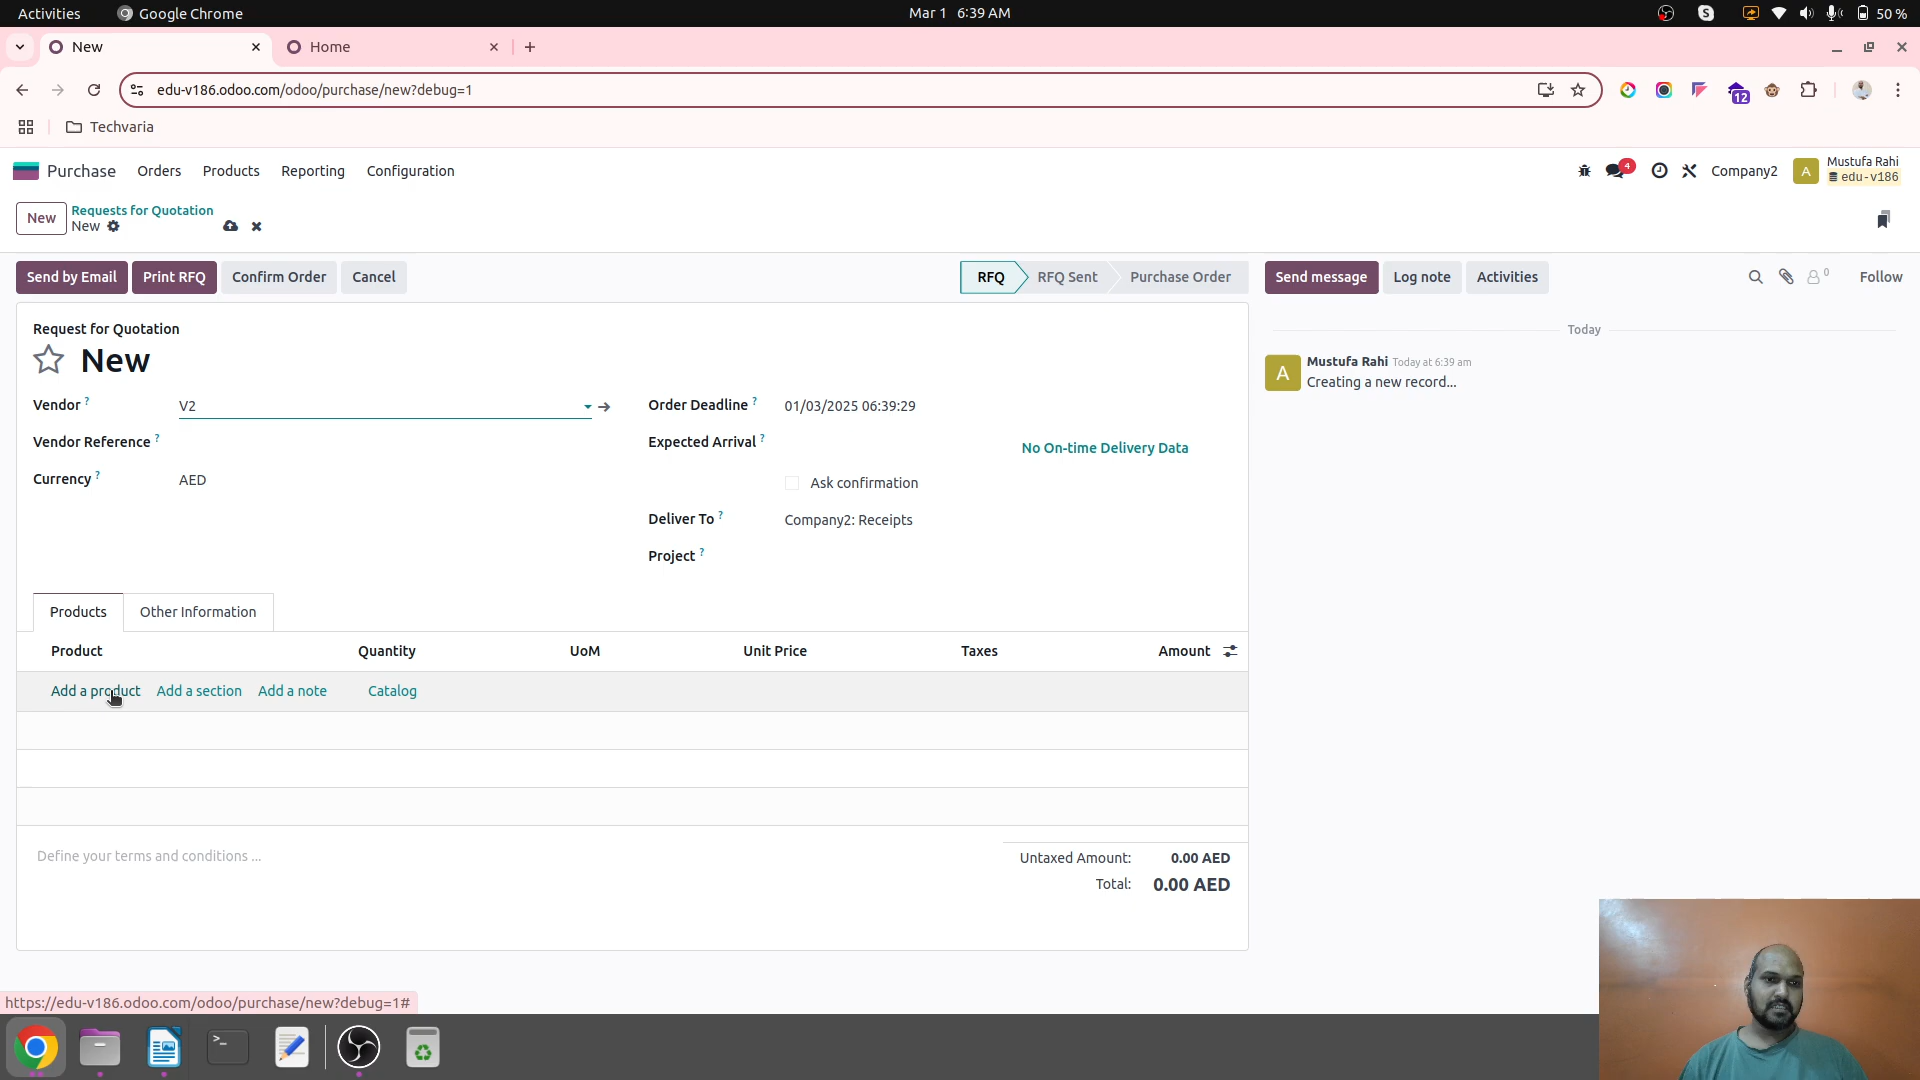 Activities Google Chrome Mar 1 6:39 AM 50 %
New Home
edu-v186.odoo.com/odoo/purchase/new?debug=1 12
Techvaria
Purchase Orders Products Reporting Configuration 4 Company2 A Mustufa Rahi
edu-v186
New Requests for Quotation
New
Send by Email Print RFQ Confirm Order Cancel RFQ RFQ Sent Purchase Order Send message Log note Activities 0 Follow
Request for Quotation Today
New
A Mustufa Rahi Today at 6:39 am
Creating a new record...
Vendor ? V2 Order Deadline ? 01/03/2025 06:39:29
Vendor Reference ? Expected Arrival ? No On-time Delivery Data
Currency ? AED Ask confirmation
Deliver To ? Company2: Receipts
Project ?
Products Other Information
Product Quantity UoM Unit Price Taxes Amount
Add a product Add a section Add a note Catalog
Define your terms and conditions ... Untaxed Amount: 0.00 AED
Total: 0.00 AED
https://edu-v186.odoo.com/odoo/purchase/new?debug=1#